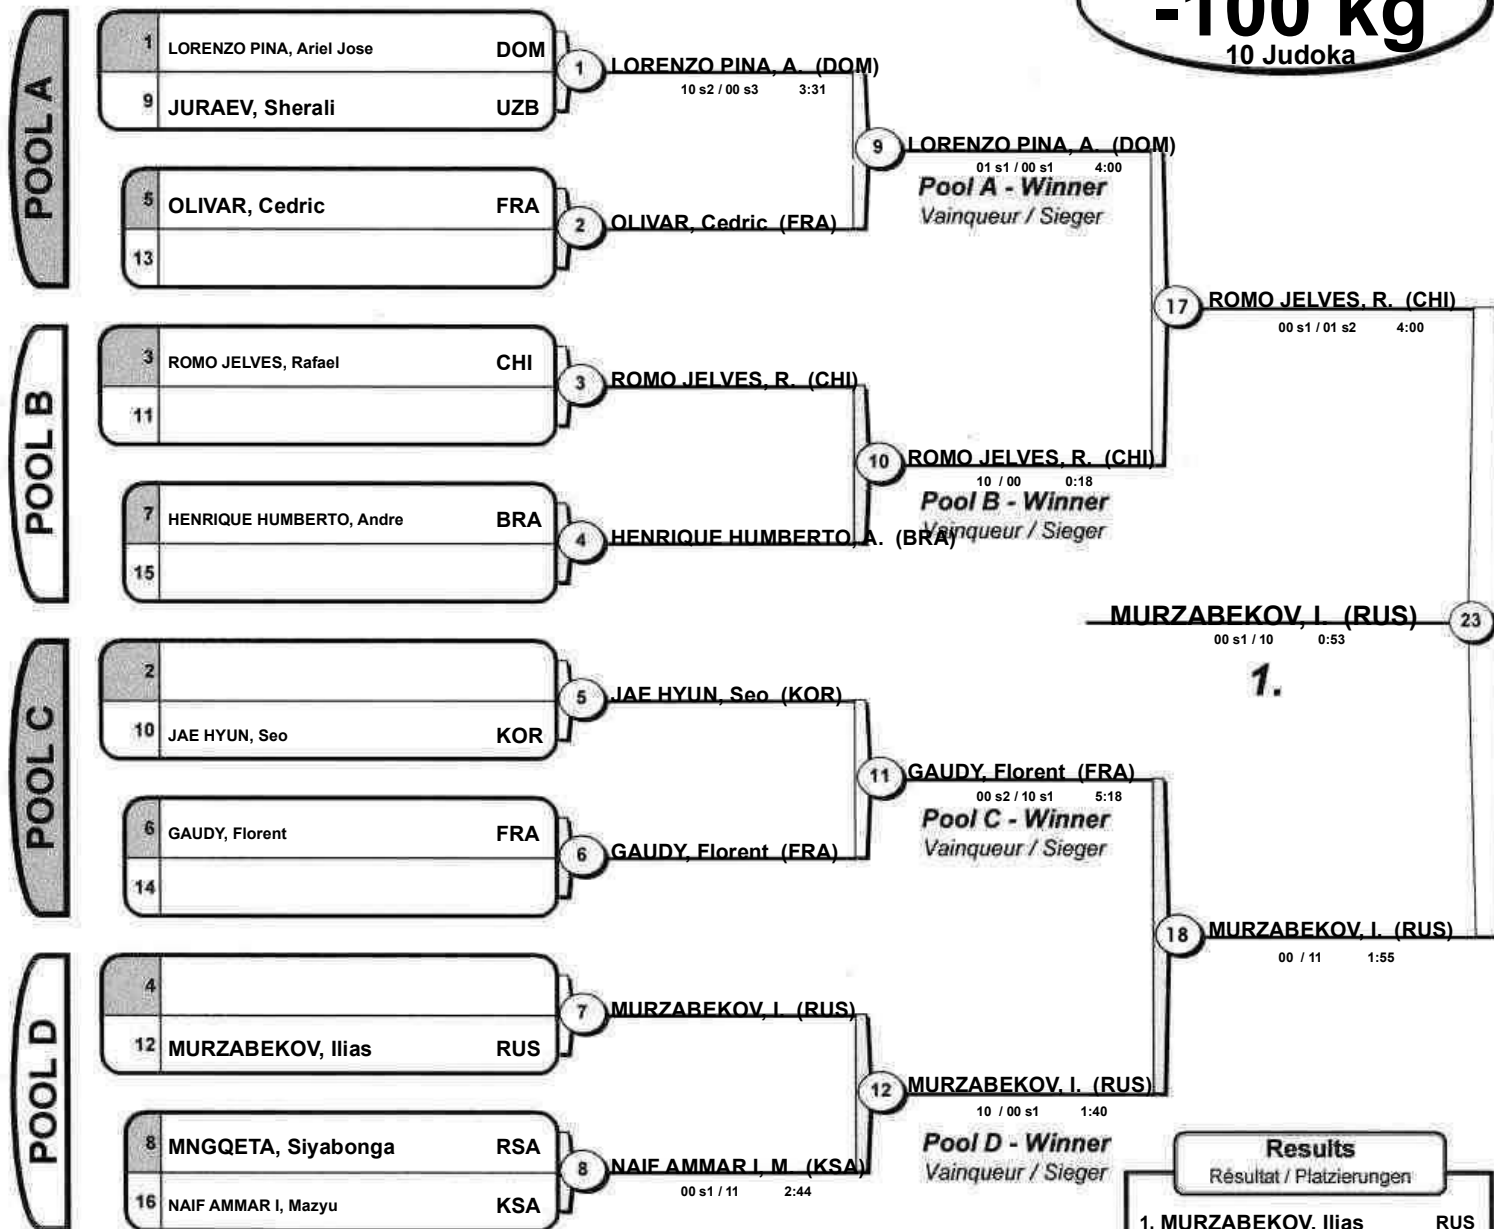 -100 kg
10 Judoka
POOL A
1 LORENZO PINA, Ariel Jose DOM
9 JURAEV, Sherali UZB
1 LORENZO PINA, A. (DOM)
10 s2 / 00 s3 3:31
5 OLIVAR, Cedric FRA
13
2 OLIVAR, Cedric (FRA)
9 LORENZO PINA, A. (DOM)
01 s1 / 00 s1 4:00
Pool A - Winner
Vainqueur / Sieger
POOL B
3 ROMO JELVES, Rafael CHI
11
3 ROMO JELVES, R. (CHI)
7 HENRIQUE HUMBERTO, Andre BRA
15
4 HENRIQUE HUMBERTO, A. (BRA)
10 ROMO JELVES, R. (CHI)
10 / 00 0:18
Pool B - Winner
Vainqueur / Sieger
17 ROMO JELVES, R. (CHI)
00 s1 / 01 s2 4:00
MURZABEKOV, I. (RUS) 23
00 s1 / 10 0:53
1.
POOL C
2
10 JAE HYUN, Seo KOR
5 JAE HYUN, Seo (KOR)
6 GAUDY, Florent FRA
14
6 GAUDY, Florent (FRA)
11 GAUDY, Florent (FRA)
00 s2 / 10 s1 5:18
Pool C - Winner
Vainqueur / Sieger
18 MURZABEKOV, I. (RUS)
00 / 11 1:55
POOL D
4
12 MURZABEKOV, Ilias RUS
7 MURZABEKOV, I. (RUS)
8 MNGQETA, Siyabonga RSA
16 NAIF AMMAR I, Mazyu KSA
8 NAIF AMMAR I, M. (KSA)
00 s1 / 11 2:44
12 MURZABEKOV, I. (RUS)
10 / 00 s1 1:40
Pool D - Winner
Vainqueur / Sieger
Results
Résultat / Platzierungen
1. MURZABEKOV, Ilias RUS